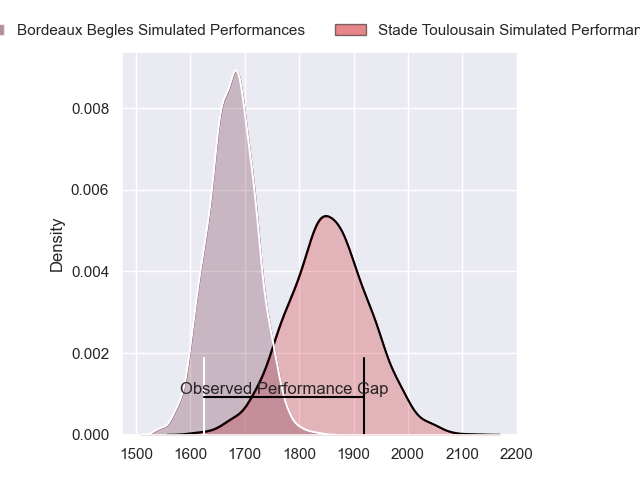 Bordeaux Begles Simulated Performances
Stade Toulousain Simulated Performan
0.008
0.006
0.004
0.002
0.000
Density
Observed Performance Gap
1500 1600 1700 1800 1900 2000 2100 2200